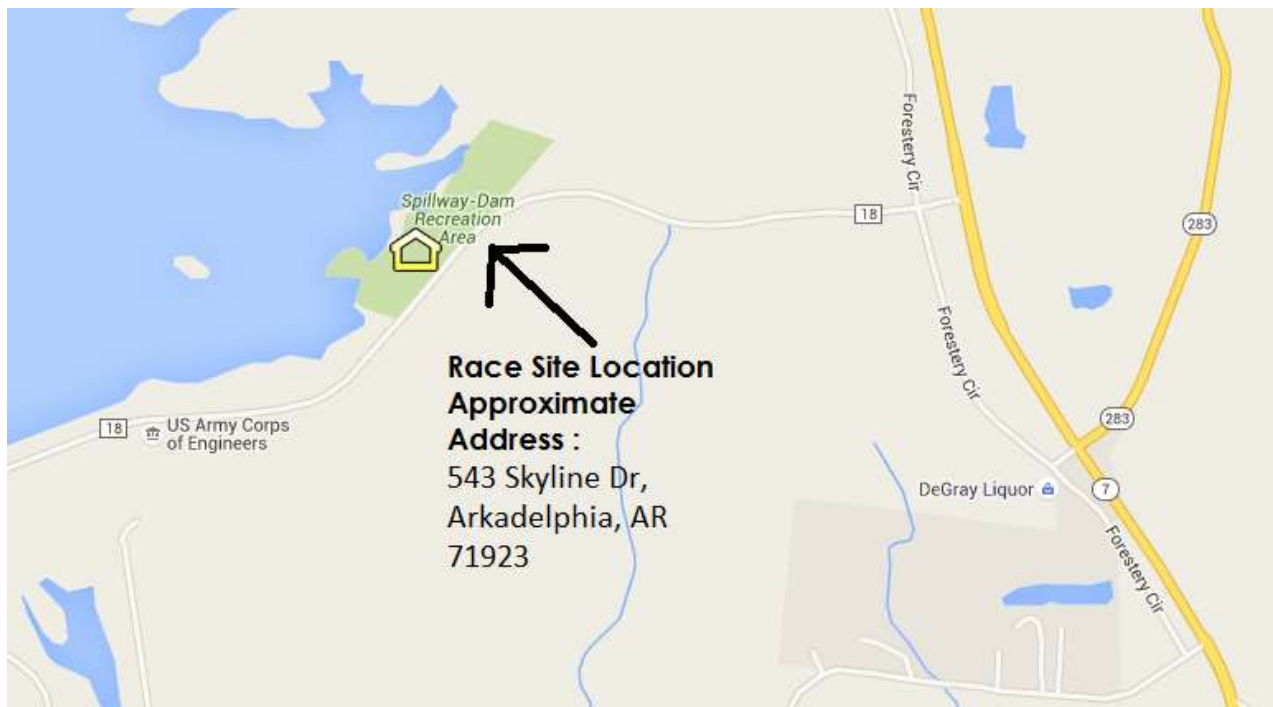 Forestery Cir
Spillway-Dam
Recreation
Area
18
283
Race Site Location
Approximate
Address :
543 Skyline Dr,
Arkadelphia, AR
71923
Forestery Cir
18
US Army Corps
of Engineers
283
DeGray Liquor
7
Forestery Cir